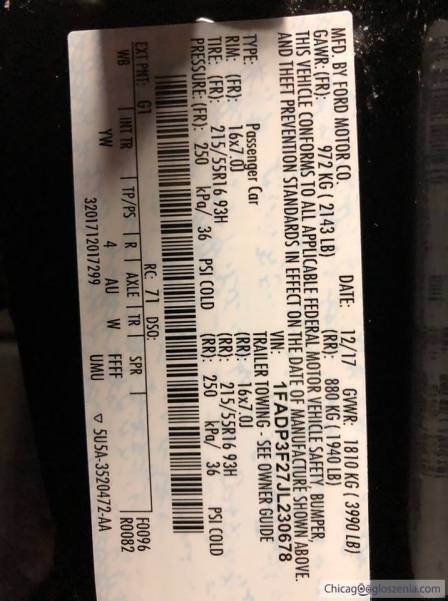 MFD. BY FORD MOTOR CO.
DATE: 12/17 GVWR: 1810 KG ( 3990 LB)
GAWR: (FR): 972 KG ( 2143 LB) (RR): 880 KG ( 1940 LB)
THIS VEHICLE CONFORMS TO ALL APPLICABLE FEDERAL MOTOR VEHICLE SAFETY, BUMPER,
AND THEFT PREVENTION STANDARDS IN EFFECT ON THE DATE OF MANUFACTURE SHOWN ABOVE.
VIN: 1FADP3F27JL230678
TYPE: Passenger Car TRAILER TOWING - SEE OWNER GUIDE
RIM: (FR): 16x7.0J (RR): 16x7.0J
TIRE: (FR): 215/55R16 93H (RR): 215/55R16 93H
PRESSURE: (FR): 250 kPa/ 36 PSI COLD (RR): 250 kPa/ 36 PSI COLD
F0096
R0082
EXT PNT: G1 RC: 71 DSO:
WB INT TR TP/PS R AXLE TR SPR
YW 4 AU W FFFF
UMU
3201712017299 ▽ 5U5A-3520472-AA
Chicago@gloszenia.com